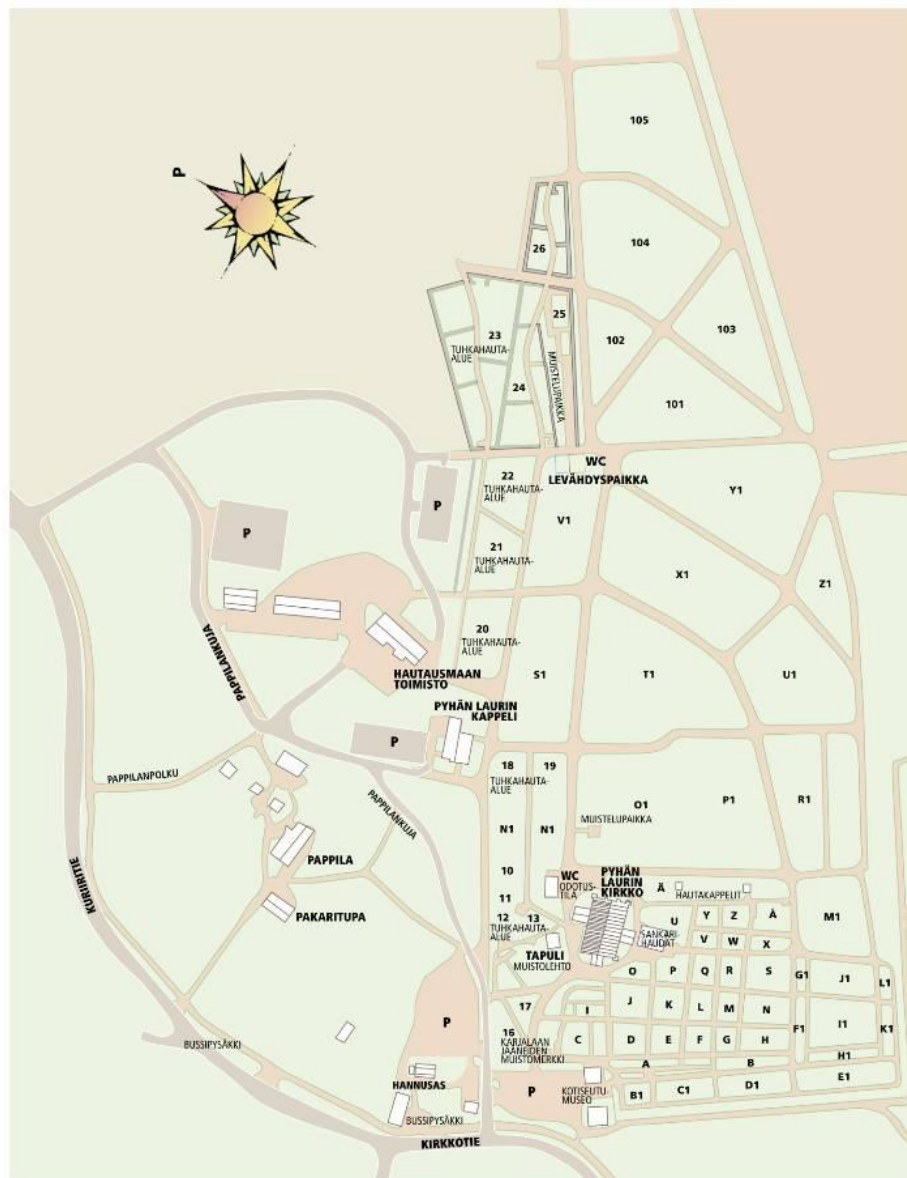 105
P
104
26
25
23
TUHKAHAUTA-
ALUE
102
103
MUISTELUPAIKKA
24
101
WC
LEVÄHDYSPAIKKA
22
TUHKAHAUTA-
ALUE
Y1
P
V1
P
21
TUHKAHAUTA-
ALUE
X1
Z1
20
TUHKAHAUTA-
ALUE
PAPPILANKUJA
HAUTAUSMAAN
TOIMISTO
S1
T1
U1
PYHÄN LAURIN
KAPPELI
P
PAPPILANPOLKU
18
TUHKAHAUTA-
ALUE
19
PAPPILANKUJA
O1
MUISTELUPAIKKA
P1
R1
N1
N1
KURIIRITIE
PAPPILA
10
WC
ODOTUS-
TILA
PYHÄN
LAURIN
KIRKKO
Ä
HAUTAKAPPELIT
PAKARITUPA
11
12
TUHKAHAUTA-
ALUE
13
U
Y
Z
Å
M1
SANKARI-
HAUDAT
V
W
X
TAPULI
MUISTOLEHTO
O
P
Q
R
S
G1
J1
L1
17
I
J
K
L
M
N
P
16
KARJALAAN
JÄÄNEIDEN
MUISTOMERKKI
C
D
E
F
G
H
F1
I1
K1
BUSSIPYSÄKKI
A
B
H1
HANNUSAS
P
KOTISEUTU
MUSEO
B1
C1
D1
E1
BUSSIPYSÄKKI
KIRKKOTIE